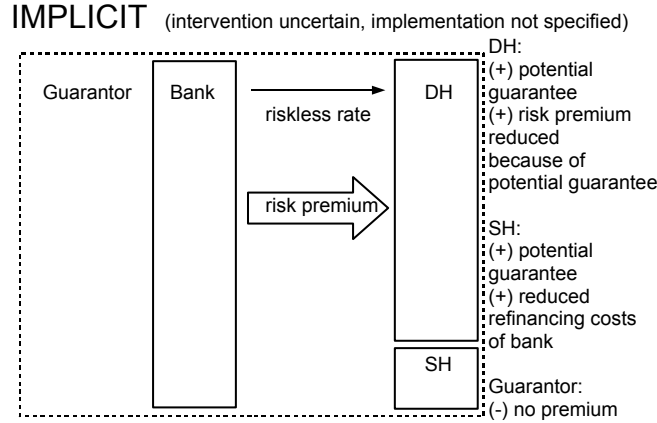 IMPLICIT (intervention uncertain, implementation not specified)
Guarantor
Bank
riskless rate
risk premium
DH
SH
DH:
(+) potential
guarantee
(+) risk premium
reduced
because of
potential guarantee
SH:
(+) potential
guarantee
(+) reduced
refinancing costs
of bank
Guarantor:
(-) no premium